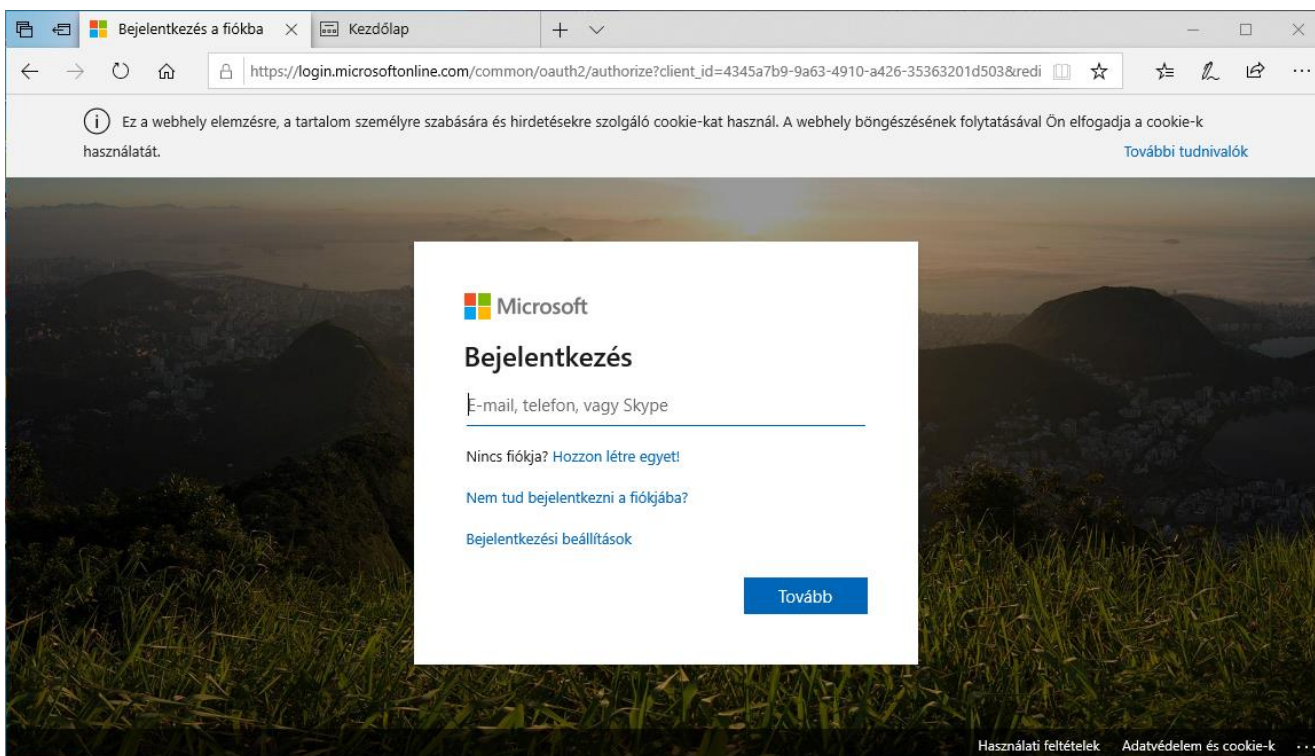 Bejelentkezés a fiókba
Kezdőlap
https://login.microsoftonline.com/common/oauth2/authorize?client_id=4345a7b9-9a63-4910-a426-35363201d503&redi
Ez a webhely elemzésre, a tartalom személyre szabására és hirdetésekre szolgáló cookie-kat használ. A webhely böngészésének folytatásával Ön elfogadja a cookie-k
használatát.
További tudnivalók
Microsoft
Bejelentkezés
E-mail, telefon, vagy Skype
Nincs fiókja? Hozzon létre egyet!
Nem tud bejelentkezni a fiókjába?
Bejelentkezési beállítások
Tovább
Használati feltételek Adatvédelem és cookie-k ...